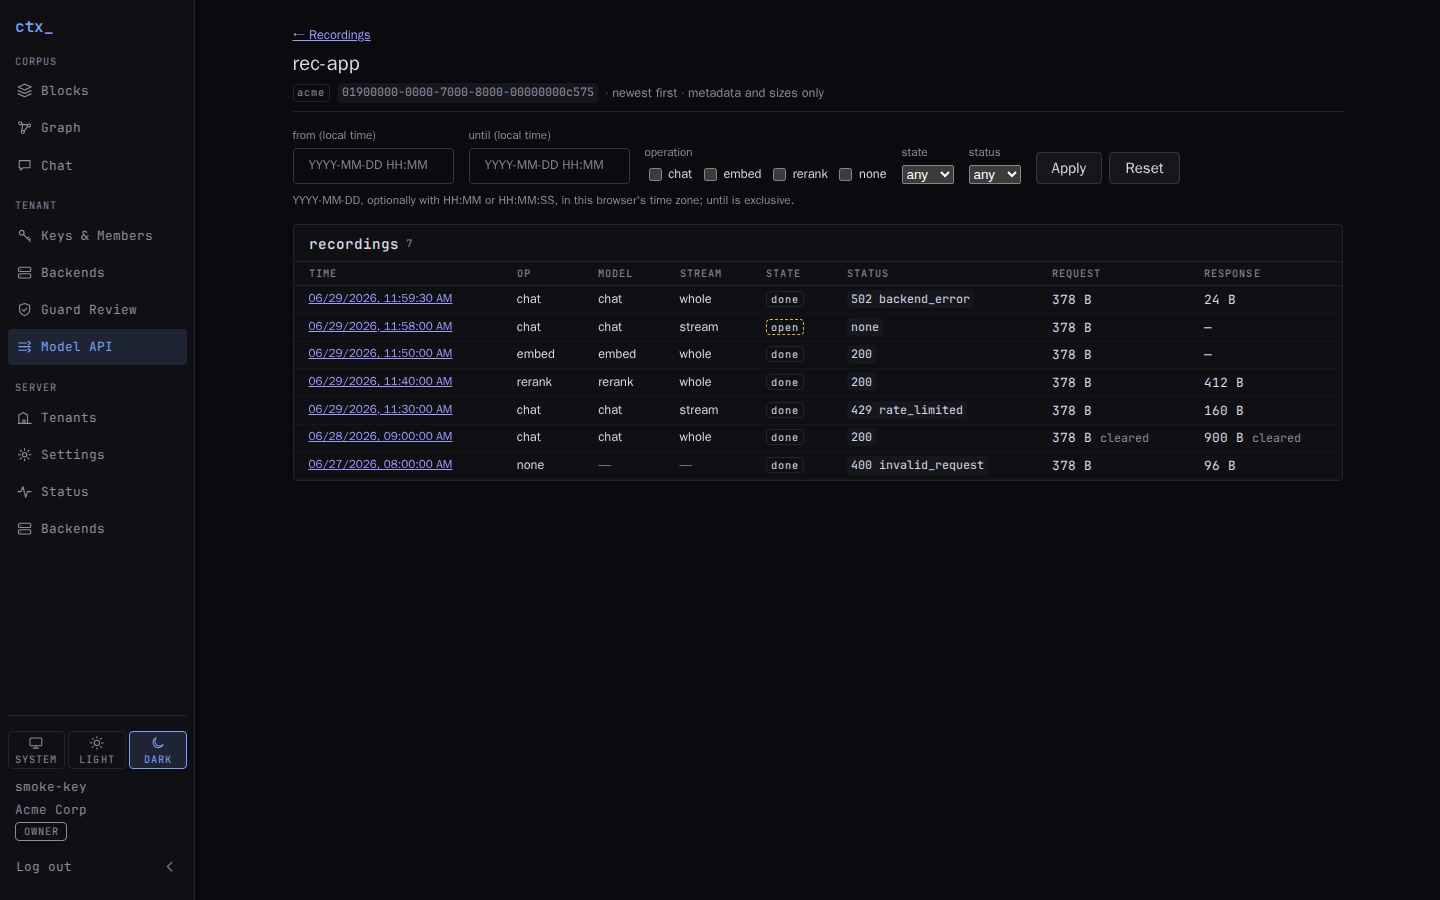 ctx_
CORPUS
Blocks
Graph
Chat
TENANT
Keys & Members
Backends
Guard Review
Model API
SERVER
Tenants
Settings
Status
Backends
SYSTEM LIGHT DARK
smoke-key
Acme Corp
OWNER
Log out
← Recordings
rec-app
acme 01900000-0000-7000-8000-00000000c575 · newest first · metadata and sizes only
from (local time) until (local time) operation state status
YYYY-MM-DD HH:MM YYYY-MM-DD HH:MM chat embed rerank none any any Apply Reset
YYYY-MM-DD, optionally with HH:MM or HH:MM:SS, in this browser's time zone; until is exclusive.
recordings 7
TIME OP MODEL STREAM STATE STATUS REQUEST RESPONSE
06/29/2026, 11:59:30 AM chat chat whole done 502 backend_error 378 B 24 B
06/29/2026, 11:58:00 AM chat chat stream open none 378 B —
06/29/2026, 11:50:00 AM embed embed whole done 200 378 B —
06/29/2026, 11:40:00 AM rerank rerank whole done 200 378 B 412 B
06/29/2026, 11:30:00 AM chat chat stream done 429 rate_limited 378 B 160 B
06/28/2026, 09:00:00 AM chat chat whole done 200 378 B cleared 900 B cleared
06/27/2026, 08:00:00 AM none — — done 400 invalid_request 378 B 96 B